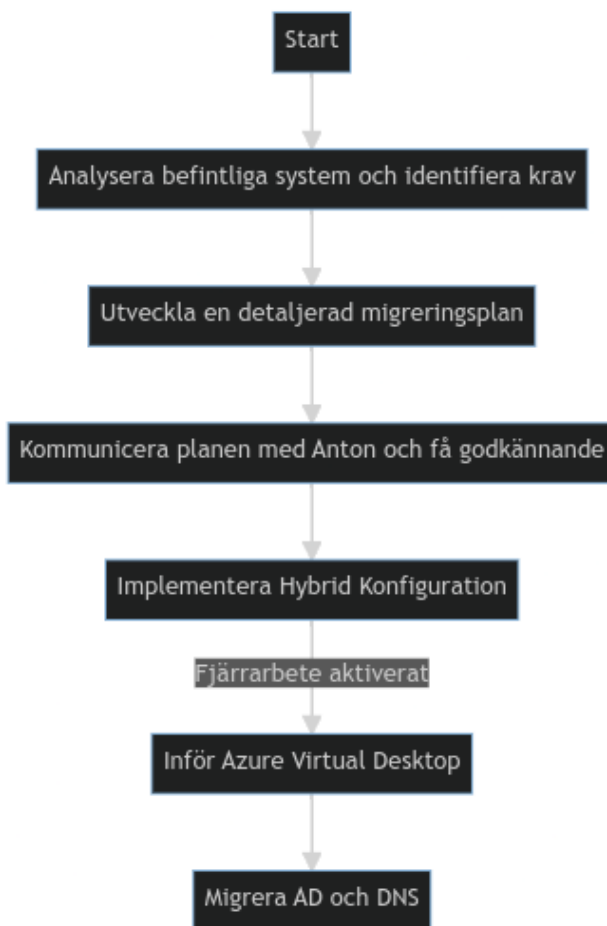 Start
Analysera befintliga system och identifiera krav
Utveckla en detaljerad migreringsplan
Kommunicera planen med Anton och få godkännande
Implementera Hybrid Konfiguration
Fjärrarbete aktiverat
Inför Azure Virtual Desktop
Migrera AD och DNS